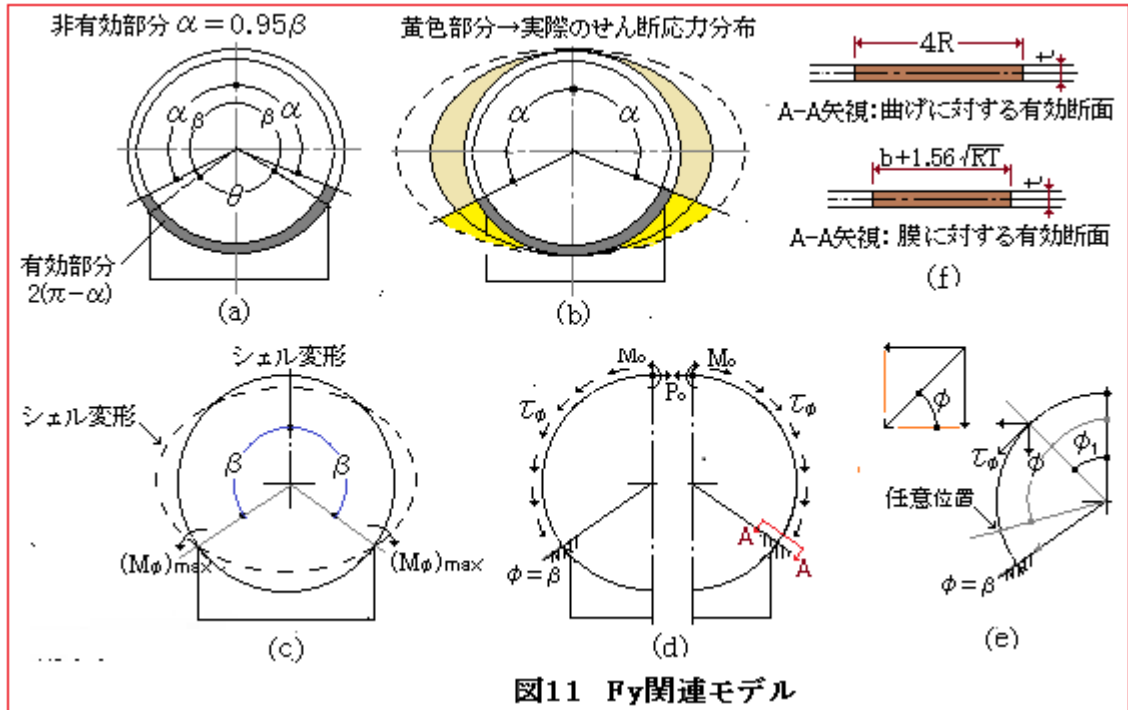 非有効部分 α=0.95β
α
β
β
α
θ
有効部分
2(π-α)
(a)
黄色部分→実際のせん断応力分布
α
α
(b)
4R
t
A-A矢視:曲げに対する有効断面
b+1.56√RT
t
A-A矢視:膜に対する有効断面
(f)
シェル変形
シェル変形
β
β
(Mφ)max
(Mφ)max
(c)
M₀
M₀
P₀
τφ
τφ
φ=β
A
A
(d)
φ
τφ
φ
φ₁
任意位置
(e)
図11 Fy関連モデル